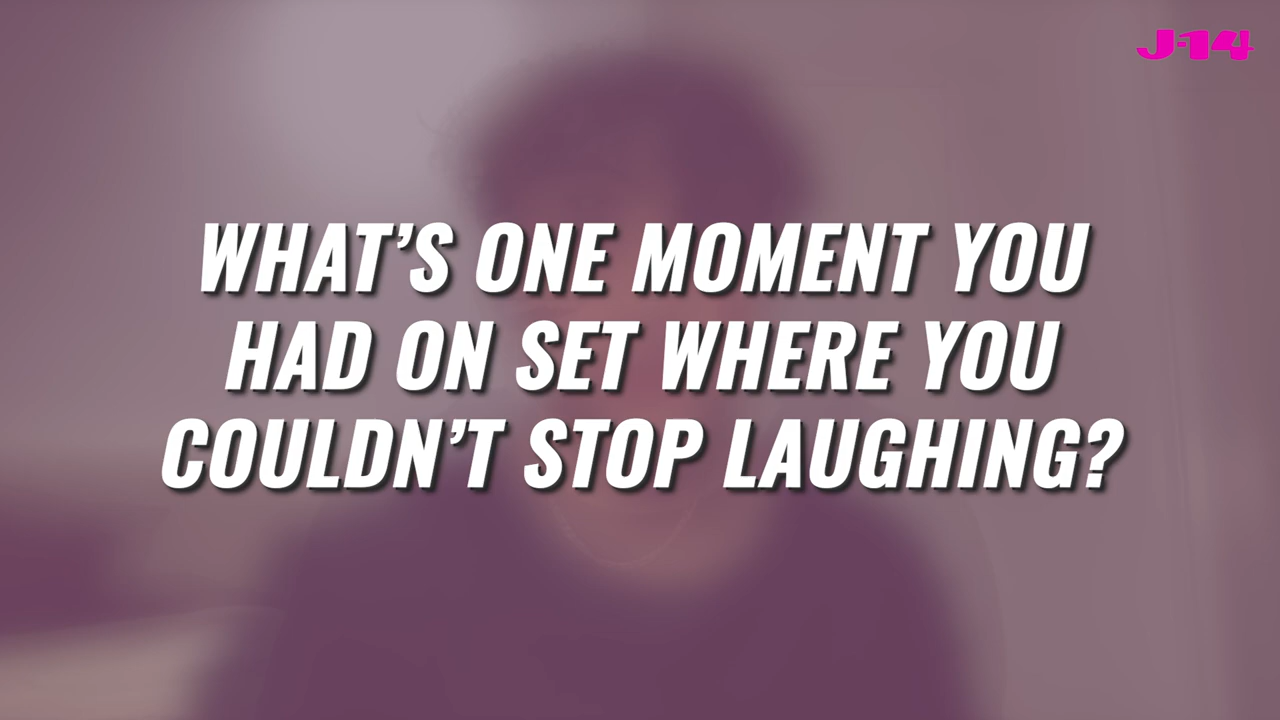 J-14
WHAT'S ONE MOMENT YOU
HAD ON SET WHERE YOU
COULDN'T STOP LAUGHING?